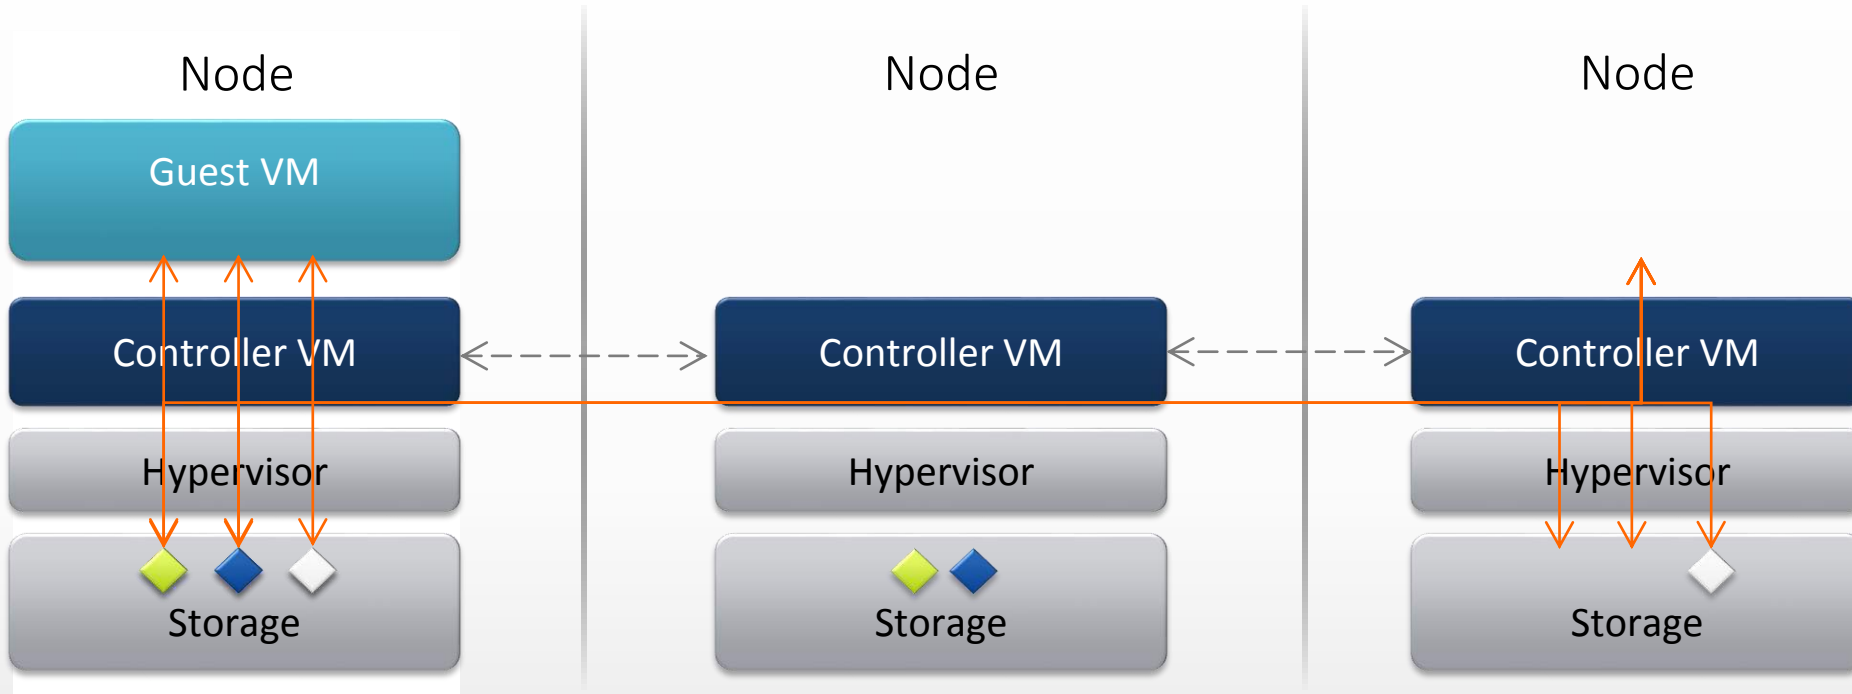 Node
Guest VM
Controller VM
Hypervisor
Storage
Node
Controller VM
Hypervisor
Storage
Node
Controller VM
Hypervisor
Storage